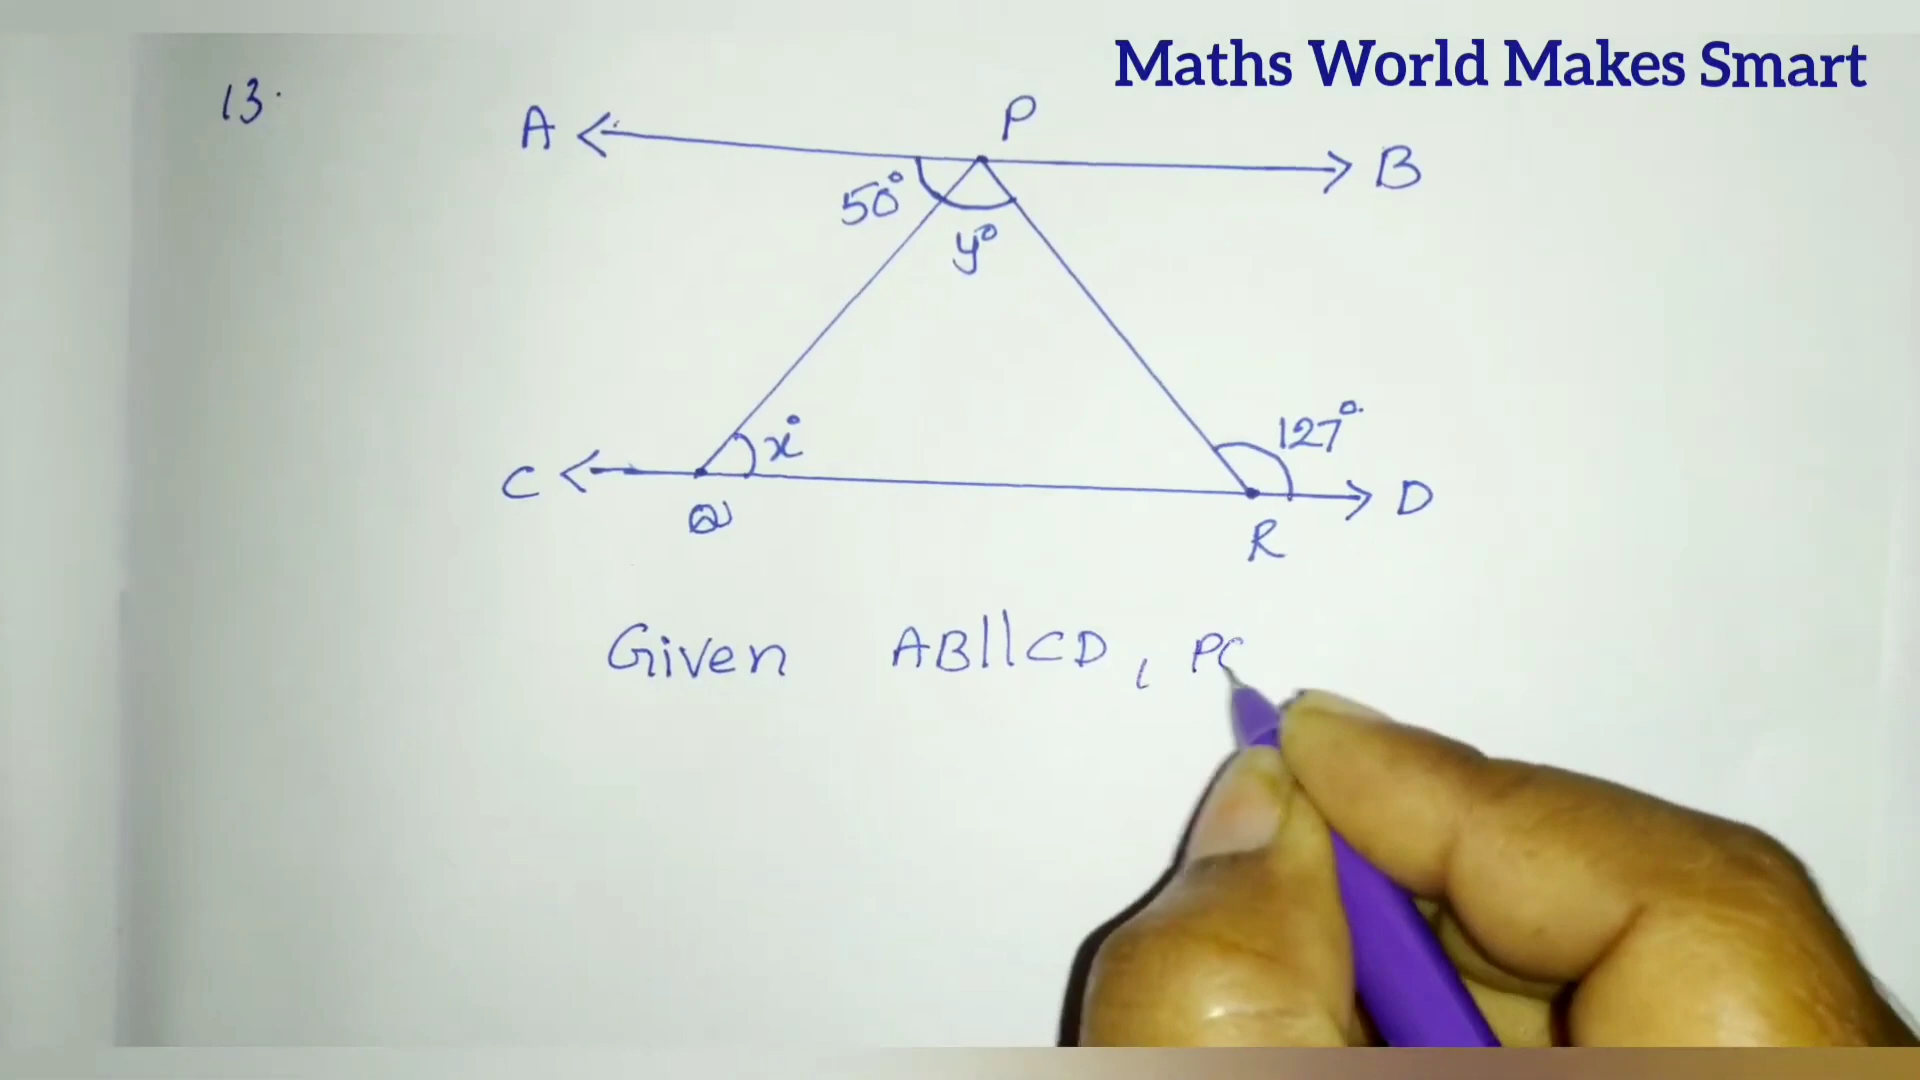 Maths World Makes Smart
13.
A P B
50° y°
x° 127°
C D
Q R
Given AB||CD, PQ